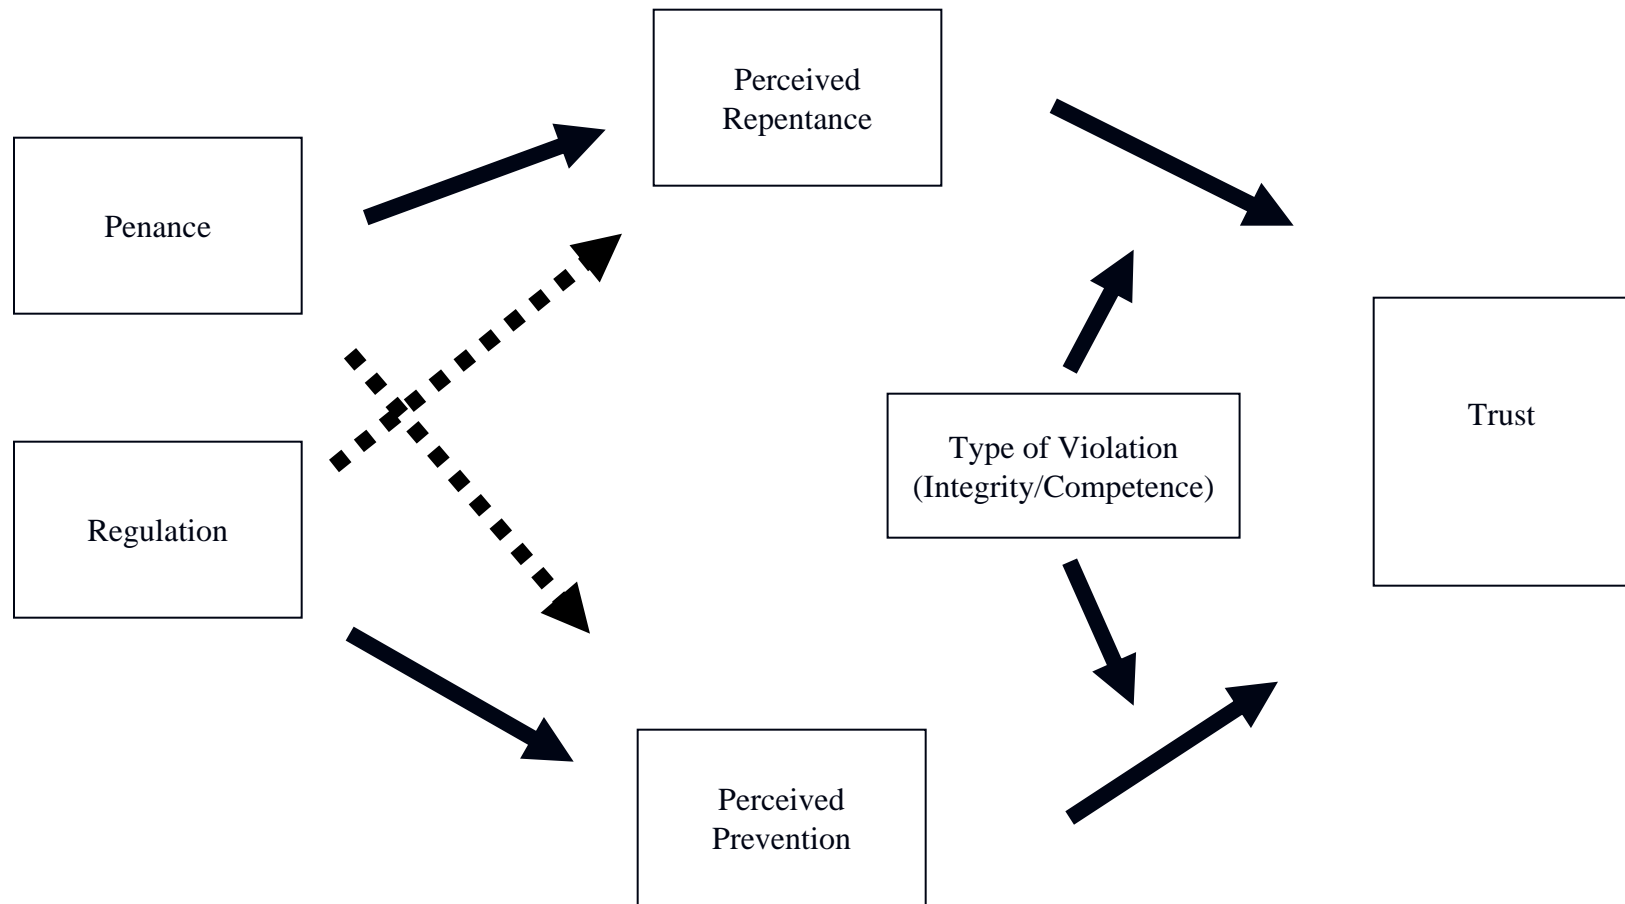 Perceived
Repentance
Penance
Trust
Type of Violation
(Integrity/Competence)
Regulation
Perceived
Prevention